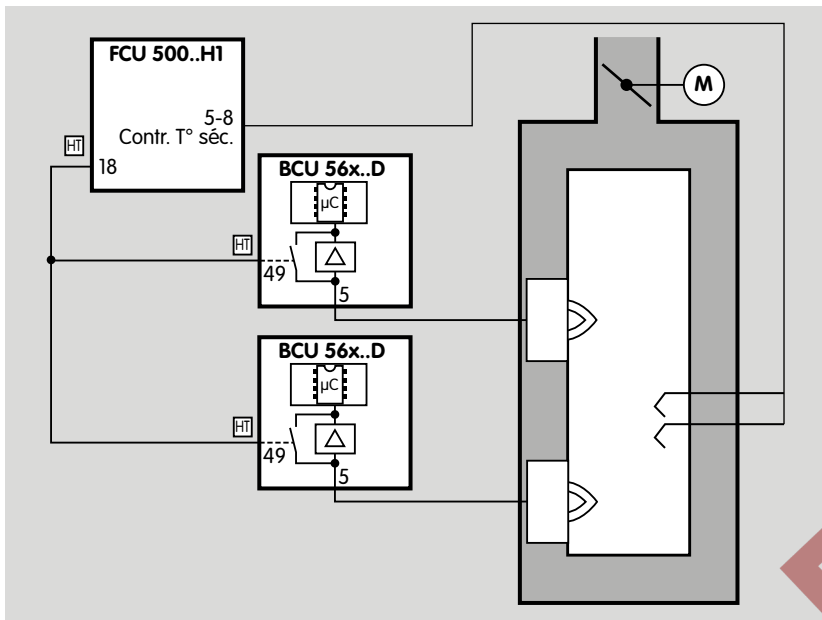 FCU 500..H1
5-8
Contr. T° séc.
HT
18
M
BCU 56x..D
µC
HT
49
5
BCU 56x..D
µC
HT
49
5